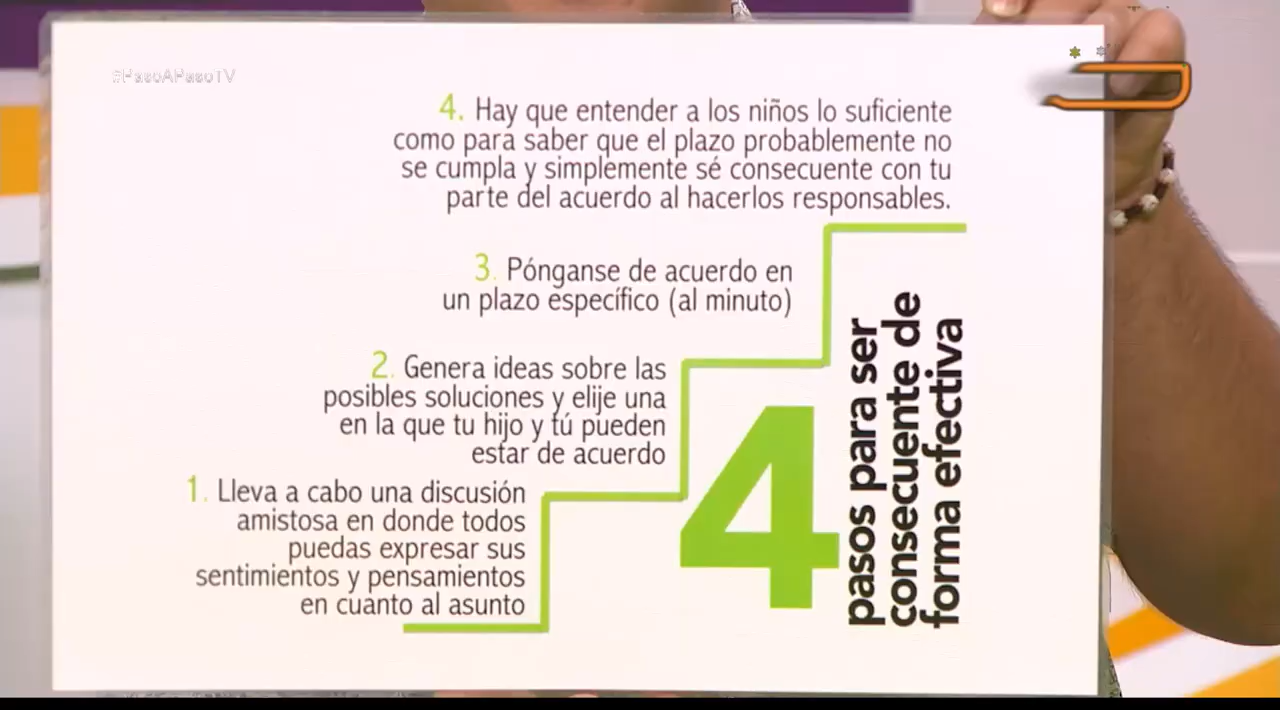 #PasoAPasoTV
4. Hay que entender a los niños lo suficiente
como para saber que el plazo probablemente no
se cumpla y simplemente sé consecuente con tu
parte del acuerdo al hacerlos responsables.
3. Pónganse de acuerdo en
un plazo específico (al minuto)
2. Genera ideas sobre las
posibles soluciones y elije una
en la que tu hijo y tú pueden
estar de acuerdo
1. Lleva a cabo una discusión
amistosa en donde todos
puedas expresar sus
sentimientos y pensamientos
en cuanto al asunto
4
pasos para ser
consecuente de
forma efectiva